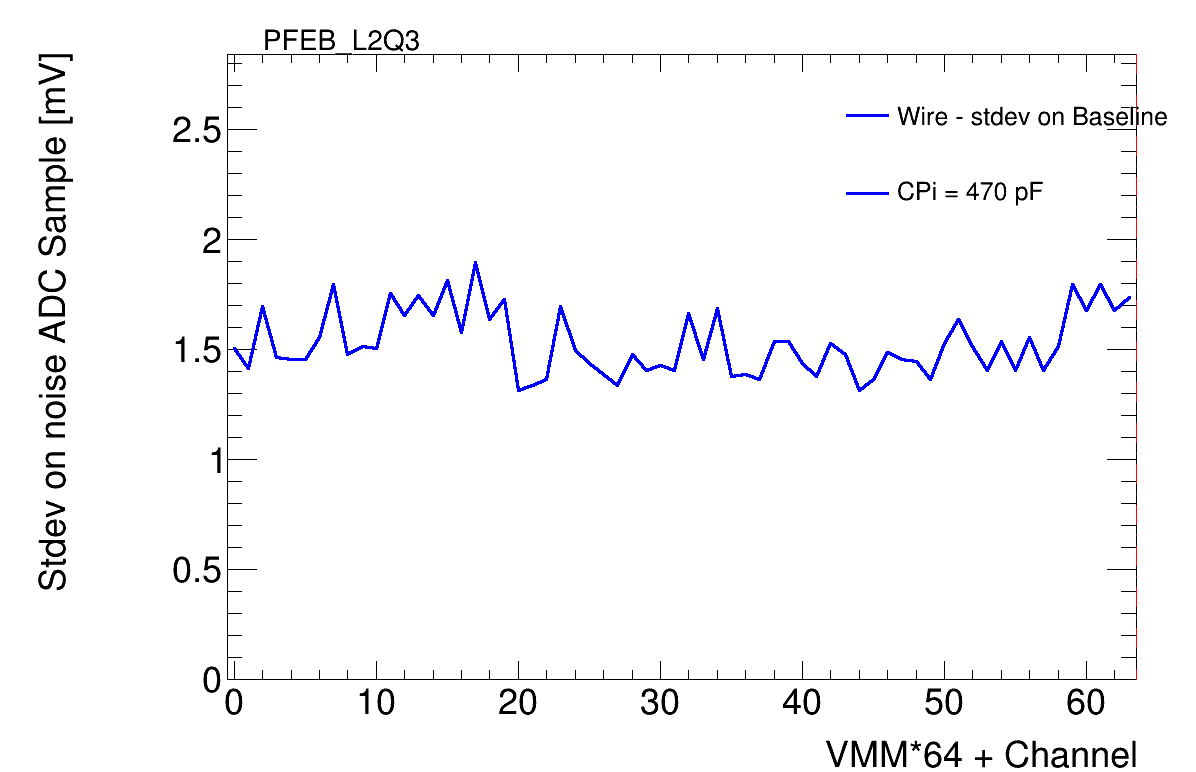 PFEB_L2Q3
Stdev on noise ADC Sample [mV]
2.5
2
1.5
1
0.5
0
Wire - stdev on Baseline
CPi = 470 pF
0 10 20 30 40 50 60
VMM*64 + Channel